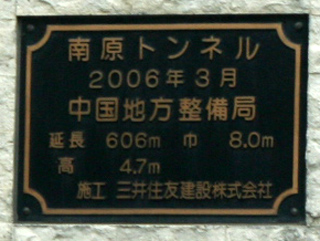 南原トンネル
2006年3月
中国地方整備局
延長 606m 巾 8.0m
高 4.7m
施工 三井住友建設株式会社